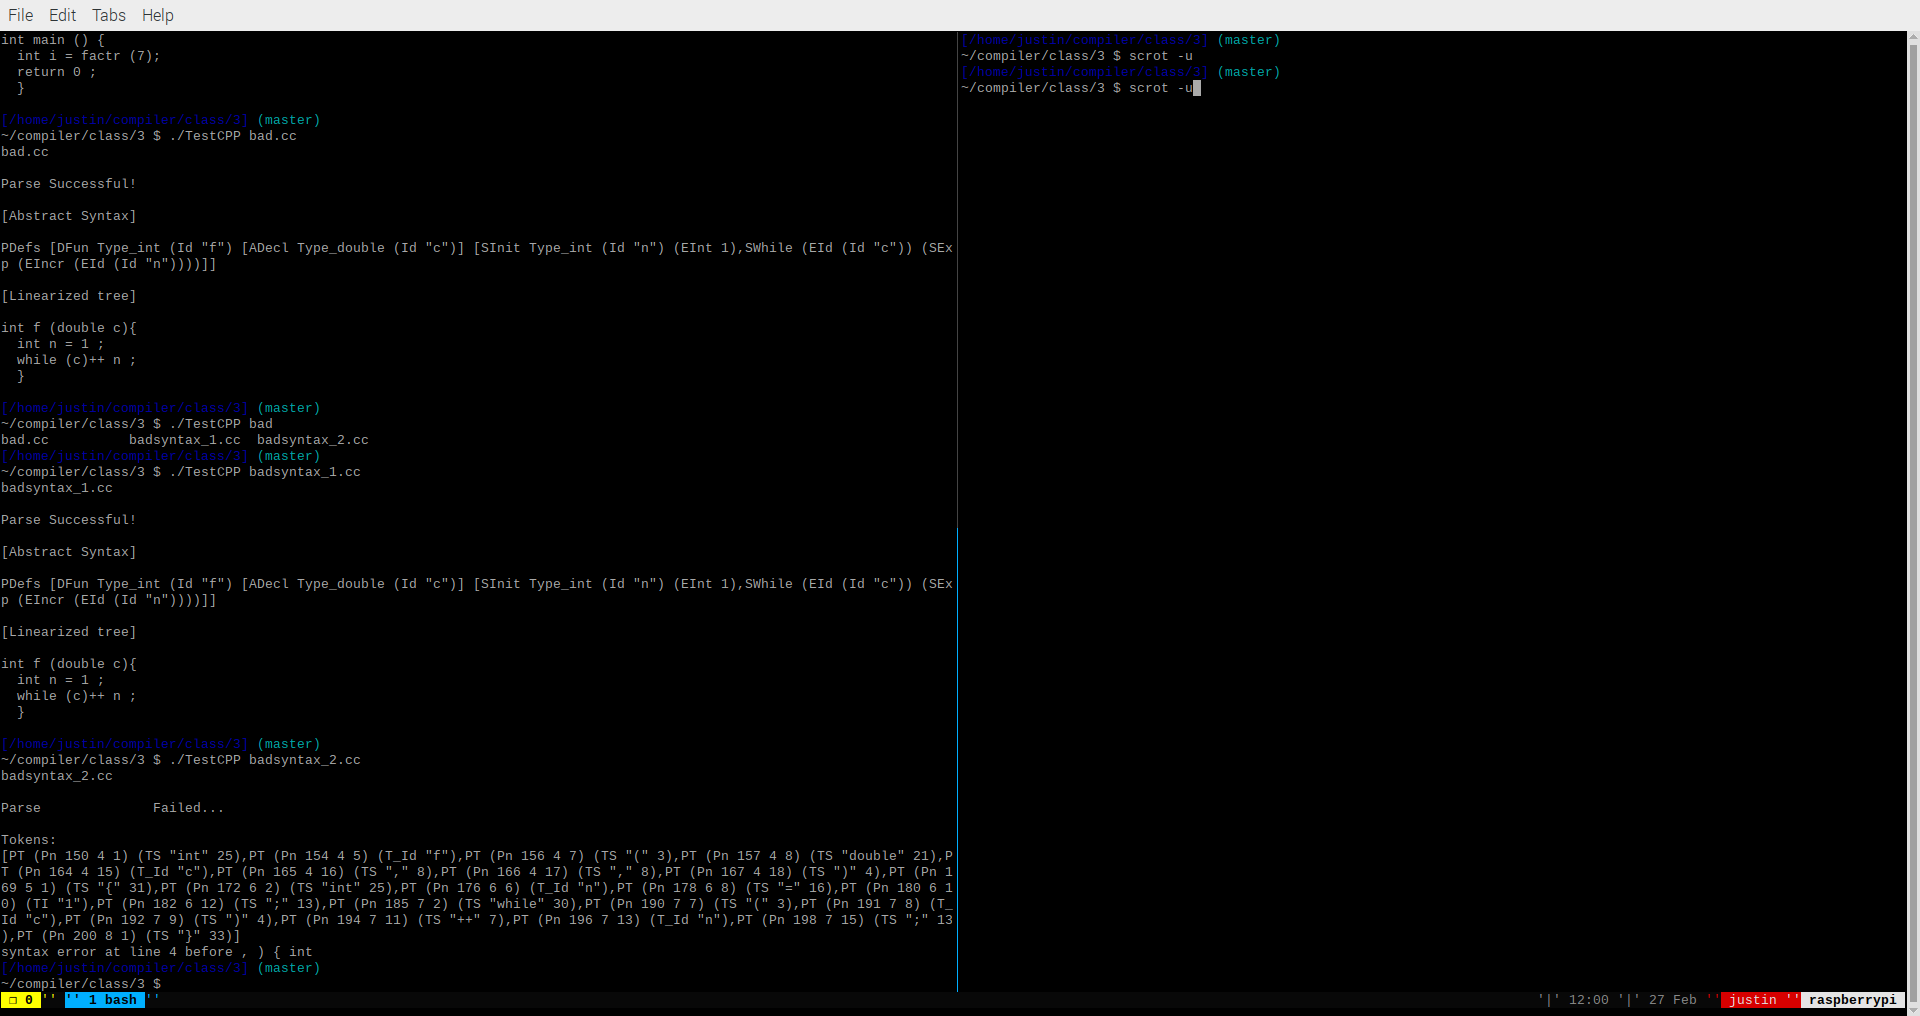 File Edit Tabs Help
int main () {
  int i = factr (7);
  return 0 ;
  }
[/home/justin/compiler/class/3] (master)
~/compiler/class/3 $ ./TestCPP bad.cc
bad.cc
Parse Successful!
[Abstract Syntax]
PDefs [DFun Type_int (Id "f") [ADecl Type_double (Id "c")] [SInit Type_int (Id "n") (EInt 1),SWhile (EId (Id "c")) (SEx
p (EIncr (EId (Id "n"))))]]
[Linearized tree]
int f (double c){
  int n = 1 ;
  while (c)++ n ;
  }
[/home/justin/compiler/class/3] (master)
~/compiler/class/3 $ ./TestCPP bad
bad.cc          badsyntax_1.cc  badsyntax_2.cc
[/home/justin/compiler/class/3] (master)
~/compiler/class/3 $ ./TestCPP badsyntax_1.cc
badsyntax_1.cc
Parse Successful!
[Abstract Syntax]
PDefs [DFun Type_int (Id "f") [ADecl Type_double (Id "c")] [SInit Type_int (Id "n") (EInt 1),SWhile (EId (Id "c")) (SEx
p (EIncr (EId (Id "n"))))]]
[Linearized tree]
int f (double c){
  int n = 1 ;
  while (c)++ n ;
  }
[/home/justin/compiler/class/3] (master)
~/compiler/class/3 $ ./TestCPP badsyntax_2.cc
badsyntax_2.cc
Parse              Failed...
Tokens:
[PT (Pn 150 4 1) (TS "int" 25),PT (Pn 154 4 5) (T_Id "f"),PT (Pn 156 4 7) (TS "(" 3),PT (Pn 157 4 8) (TS "double" 21),P
T (Pn 164 4 15) (T_Id "c"),PT (Pn 165 4 16) (TS "," 8),PT (Pn 166 4 17) (TS "," 8),PT (Pn 167 4 18) (TS ")" 4),PT (Pn 1
69 5 1) (TS "{" 31),PT (Pn 172 6 2) (TS "int" 25),PT (Pn 176 6 6) (T_Id "n"),PT (Pn 178 6 8) (TS "=" 16),PT (Pn 180 6 1
0) (TI "1"),PT (Pn 182 6 12) (TS ";" 13),PT (Pn 185 7 2) (TS "while" 30),PT (Pn 190 7 7) (TS "(" 3),PT (Pn 191 7 8) (T_
Id "c"),PT (Pn 192 7 9) (TS ")" 4),PT (Pn 194 7 11) (TS "++" 7),PT (Pn 196 7 13) (T_Id "n"),PT (Pn 198 7 15) (TS ";" 13
),PT (Pn 200 8 1) (TS "}" 33)]
syntax error at line 4 before , ) { int
[/home/justin/compiler/class/3] (master)
~/compiler/class/3 $
[/home/justin/compiler/class/3] (master)
~/compiler/class/3 $ scrot -u
[/home/justin/compiler/class/3] (master)
~/compiler/class/3 $ scrot -u
❐ 0 '' '' 1 bash '' '|' 12:00 '|' 27 Feb '' justin '' raspberrypi